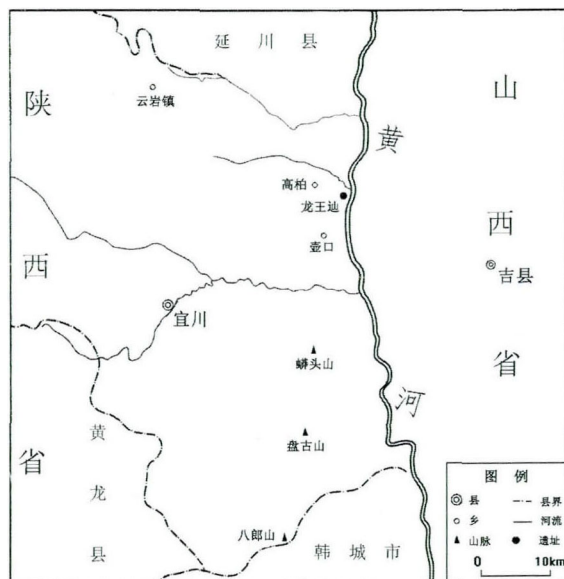 延川县
云岩镇
陕西省
山西省
黄河
高柏
龙王辿
壶口
吉县
宜川
蟒头山
盘古山
黄龙县
八郎山
韩城市
图例
县
县界
乡
河流
山脉
遗址
0 10km